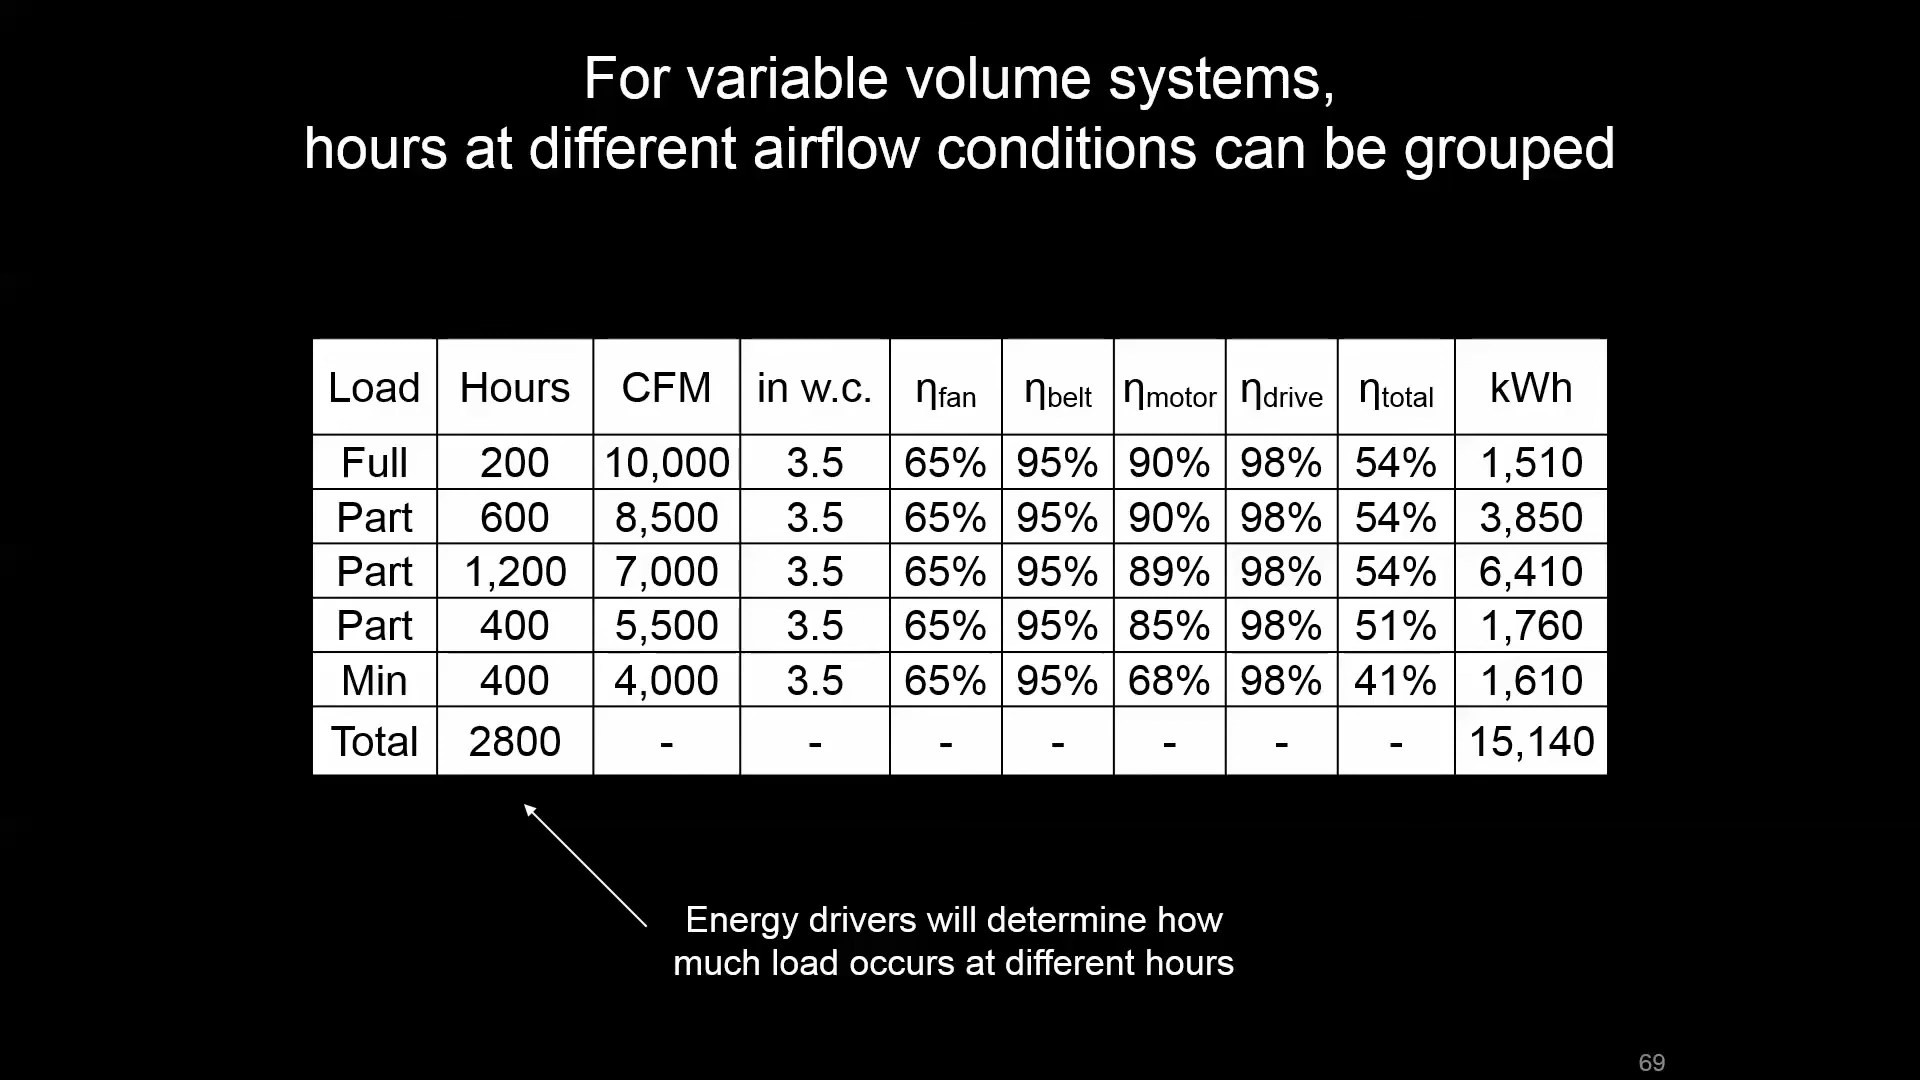 For variable volume systems,
hours at different airflow conditions can be grouped
Load Hours CFM in w.c. ηfan ηbelt ηmotor ηdrive ηtotal kWh
Full 200 10,000 3.5 65% 95% 90% 98% 54% 1,510
Part 600 8,500 3.5 65% 95% 90% 98% 54% 3,850
Part 1,200 7,000 3.5 65% 95% 89% 98% 54% 6,410
Part 400 5,500 3.5 65% 95% 85% 98% 51% 1,760
Min 400 4,000 3.5 65% 95% 68% 98% 41% 1,610
Total 2800 - - - - - - - 15,140
Energy drivers will determine how
much load occurs at different hours
69